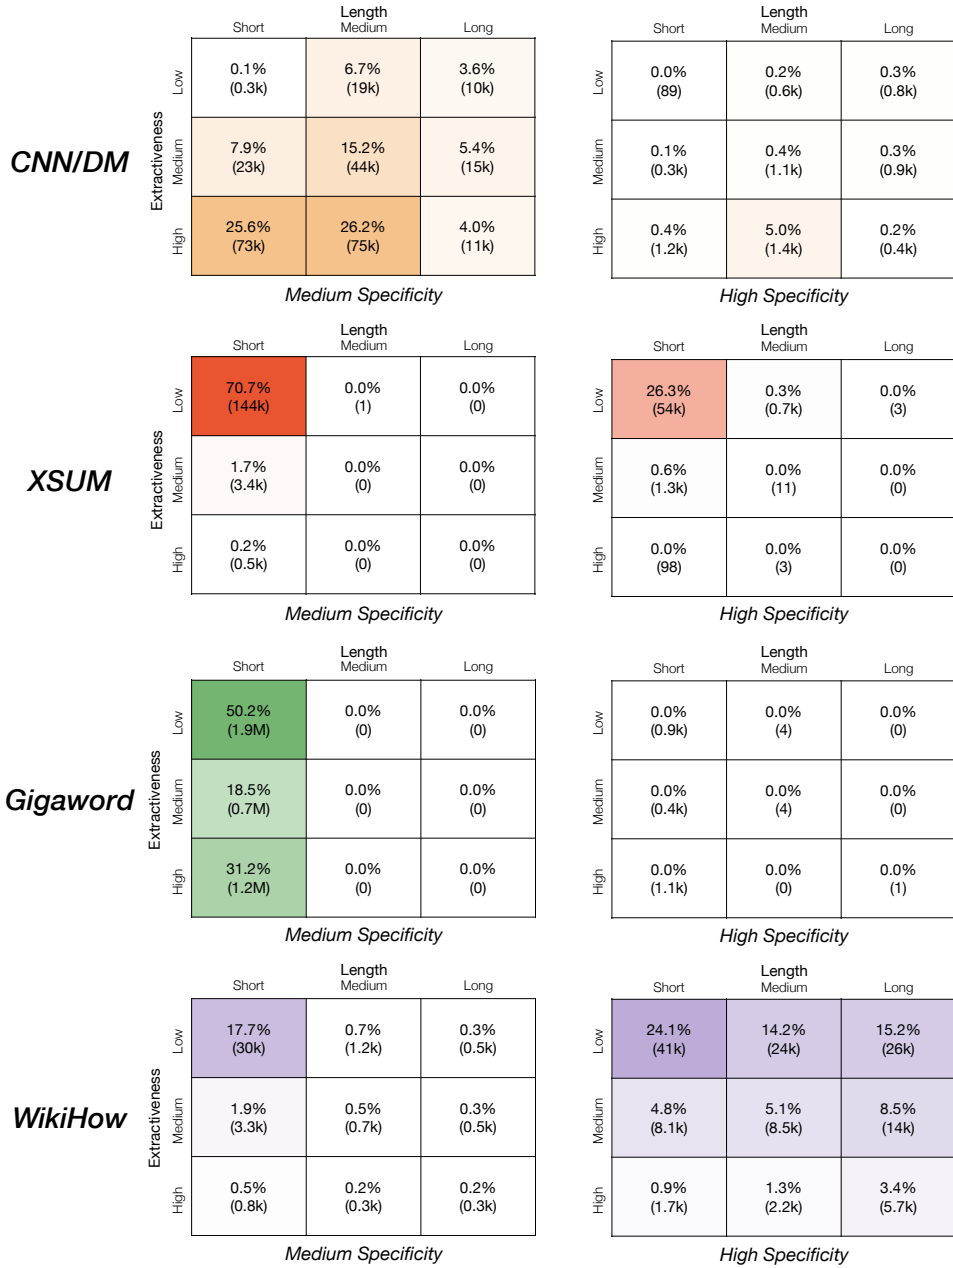 Length
Short Medium Long
Low 0.1% 6.7% 3.6%
(0.3k) (19k) (10k)
CNN/DM Extractiveness Medium 7.9% 15.2% 5.4%
(23k) (44k) (15k)
High 25.6% 26.2% 4.0%
(73k) (75k) (11k)
Medium Specificity
Length
Short Medium Long
Low 0.0% 0.2% 0.3%
(89) (0.6k) (0.8k)
Medium 0.1% 0.4% 0.3%
(0.3k) (1.1k) (0.9k)
High 0.4% 5.0% 0.2%
(1.2k) (1.4k) (0.4k)
High Specificity
Length
Short Medium Long
Low 70.7% 0.0% 0.0%
(144k) (1) (0)
XSUM Extractiveness Medium 1.7% 0.0% 0.0%
(3.4k) (0) (0)
High 0.2% 0.0% 0.0%
(0.5k) (0) (0)
Medium Specificity
Length
Short Medium Long
Low 26.3% 0.3% 0.0%
(54k) (0.7k) (3)
Medium 0.6% 0.0% 0.0%
(1.3k) (11) (0)
High 0.0% 0.0% 0.0%
(98) (3) (0)
High Specificity
Length
Short Medium Long
Low 50.2% 0.0% 0.0%
(1.9M) (0) (0)
Gigaword Extractiveness Medium 18.5% 0.0% 0.0%
(0.7M) (0) (0)
High 31.2% 0.0% 0.0%
(1.2M) (0) (0)
Medium Specificity
Length
Short Medium Long
Low 0.0% 0.0% 0.0%
(0.9k) (4) (0)
Medium 0.0% 0.0% 0.0%
(0.4k) (4) (0)
High 0.0% 0.0% 0.0%
(1.1k) (0) (1)
High Specificity
Length
Short Medium Long
Low 17.7% 0.7% 0.3%
(30k) (1.2k) (0.5k)
WikiHow Extractiveness Medium 1.9% 0.5% 0.3%
(3.3k) (0.7k) (0.5k)
High 0.5% 0.2% 0.2%
(0.8k) (0.3k) (0.3k)
Medium Specificity
Length
Short Medium Long
Low 24.1% 14.2% 15.2%
(41k) (24k) (26k)
Medium 4.8% 5.1% 8.5%
(8.1k) (8.5k) (14k)
High 0.9% 1.3% 3.4%
(1.7k) (2.2k) (5.7k)
High Specificity